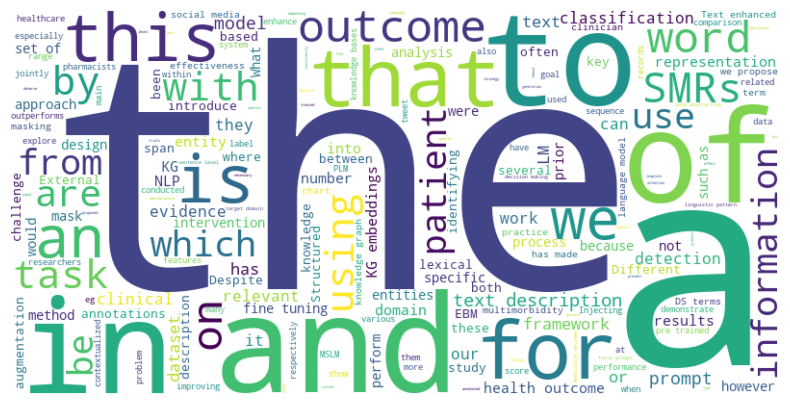 healthcare
social media
model
outcome
text
classification
Text enhanced
comparison
especially
this
based
enhance
to
clinician
system
set of
pharmacists
What
that
analysis
often
key
word
range
effectiveness
also
representation
we propose
jointly
been
within
knowledge bases
goal
records
related
by
with
were
used
term
approach
introduce
tweet
sequence
SMRs
masking
outperforms
the
of
explore
design
they
into
have
can
use
data
from
entity
label
between
patient
several
LM
prior
such as
span
where
PLM
is
KG
number
identifying
language model
challenge
External
NLP
chart
are
conducted
evidence
we
work
because
not
mask
intervention
practice
process
detection
an
would
which
knowledge
Structured
knowledge graph
using
KG embeddings
lexical
has made
Different
information
researchers
features
Despite
both
specific
a
task
has
relevant
entities
text description
DS terms
in
eg
clinical
on
fine tuning
domain
EBM
multimorbidity
Injecting
demonstrate
method
annotations
and
various
these
for
framework
pre trained
results
augmentation
be
contextualized
dataset
description
many
it
respectively
MSLM
perform
them
more
our
study
at
performance
or
prompt
however
problem
improving
show
score
health outcome